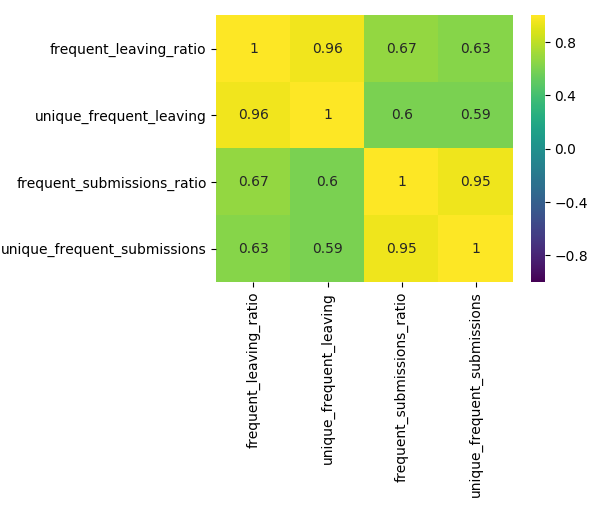 frequent_leaving_ratio 1 0.96 0.67 0.63
unique_frequent_leaving 0.96 1 0.6 0.59
frequent_submissions_ratio 0.67 0.6 1 0.95
unique_frequent_submissions 0.63 0.59 0.95 1
frequent_leaving_ratio
unique_frequent_leaving
frequent_submissions_ratio
unique_frequent_submissions
0.8
0.4
0.0
−0.4
−0.8